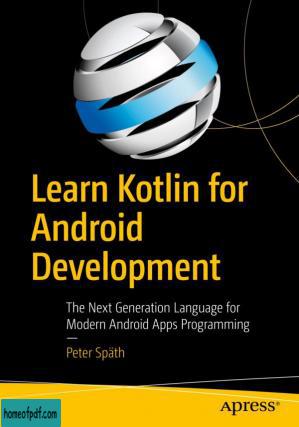 Learn Kotlin for
Android
Development
The Next Generation Language for
Modern Android Apps Programming
—
Peter Späth
Apress®
homeofpdf.com